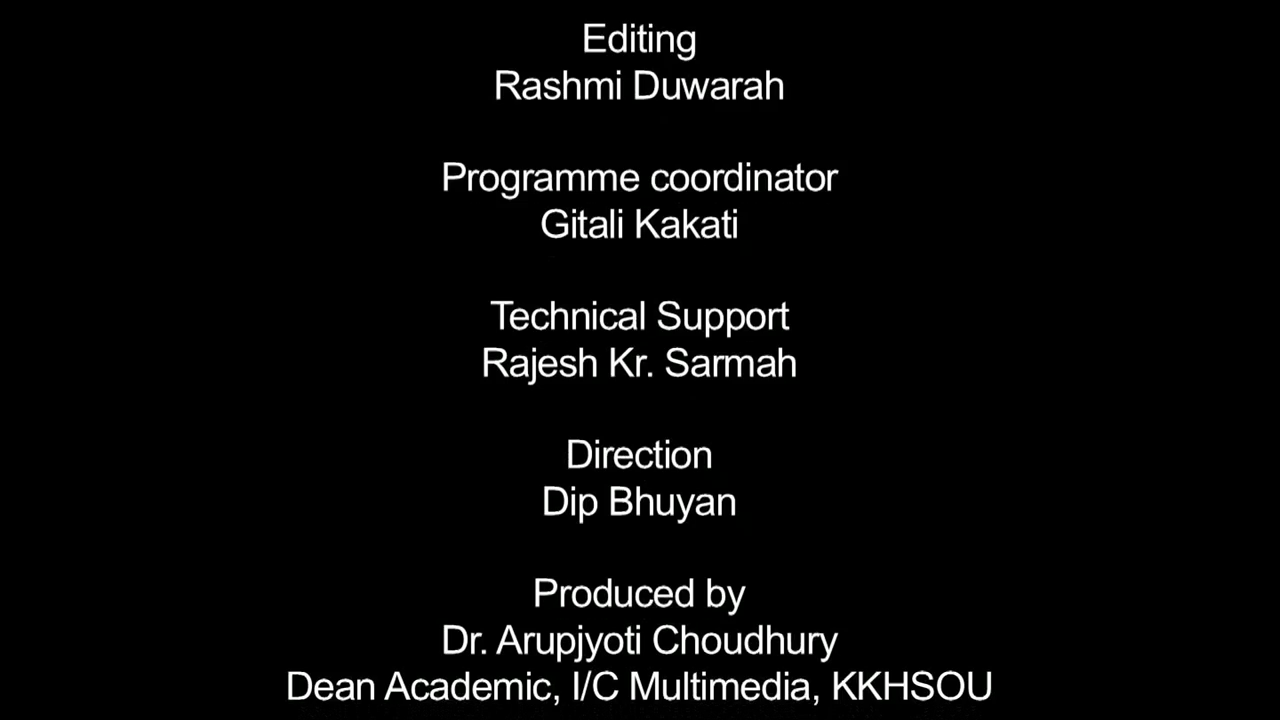 Editing
Rashmi Duwarah
Programme coordinator
Gitali Kakati
Technical Support
Rajesh Kr. Sarmah
Direction
Dip Bhuyan
Produced by
Dr. Arupjyoti Choudhury
Dean Academic, I/C Multimedia, KKHSOU